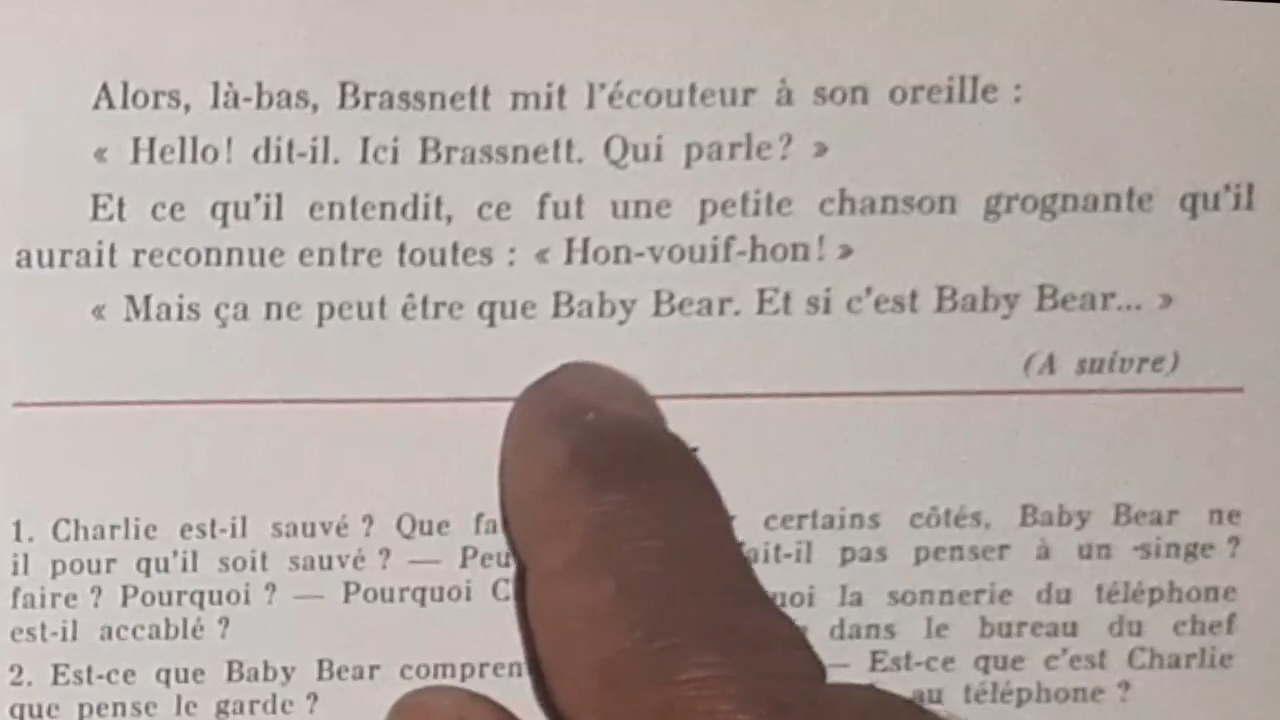 Alors, là-bas, Brassnett mit l'écouteur à son oreille :
« Hello! dit-il. Ici Brassnett. Qui parle? »
Et ce qu'il entendit, ce fut une petite chanson grognante qu'il
aurait reconnue entre toutes : « Hon-vouif-hon! »
« Mais ça ne peut être que Baby Bear. Et si c'est Baby Bear... »
(A suivre)
1. Charlie est-il sauvé ? Que
il pour qu'il soit sauvé ? —
faire ? Pourquoi ? — Pourquoi
est-il accablé ?
2. Est-ce que Baby Bear
que pense le garde ?
certains côtés, Baby Bear ne
pas penser à un singe ?
la sonnerie du téléphone
dans le bureau du chef
— Est-ce que c'est Charlie
au téléphone ?